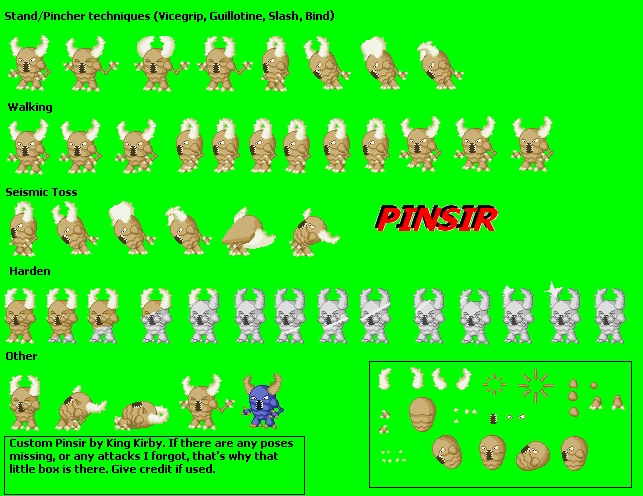 Stand/Pincher techniques (Vicegrip, Guillotine, Slash, Bind)
Walking
Seismic Toss
PINSIR
Harden
Other
Custom Pinsir by King Kirby. If there are any poses
missing, or any attacks I forgot, that's why that
little box is there. Give credit if used.